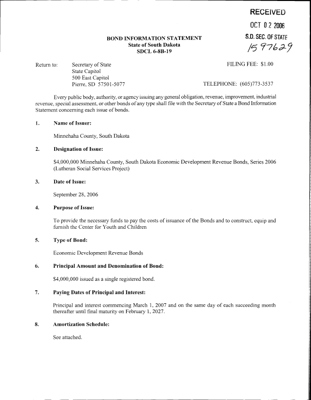 RECEIVED
OCT 02 2006
S.D. SEC. OF STATE
1597629
BOND INFORMATION STATEMENT
State of South Dakota
SDCL 6-8B-19
Return to: Secretary of State FILING FEE: $1.00
State Capitol
500 East Capitol
Pierre, SD 57501-5077 TELEPHONE: (605)773-3537
Every public body, authority, or agency issuing any general obligation, revenue, improvement, industrial
revenue, special assessment, or other bonds of any type shall file with the Secretary of State a Bond Information
Statement concerning each issue of bonds.
1. Name of Issuer:
Minnehaha County, South Dakota
2. Designation of Issue:
$4,000,000 Minnehaha County, South Dakota Economic Development Revenue Bonds, Series 2006
(Lutheran Social Services Project)
3. Date of Issue:
September 28, 2006
4. Purpose of Issue:
To provide the necessary funds to pay the costs of issuance of the Bonds and to construct, equip and
furnish the Center for Youth and Children
5. Type of Bond:
Economic Development Revenue Bonds
6. Principal Amount and Denomination of Bond:
$4,000,000 issued as a single registered bond.
7. Paying Dates of Principal and Interest:
Principal and interest commencing March 1, 2007 and on the same day of each succeeding month
thereafter until final maturity on February 1, 2027.
8. Amortization Schedule:
See attached.